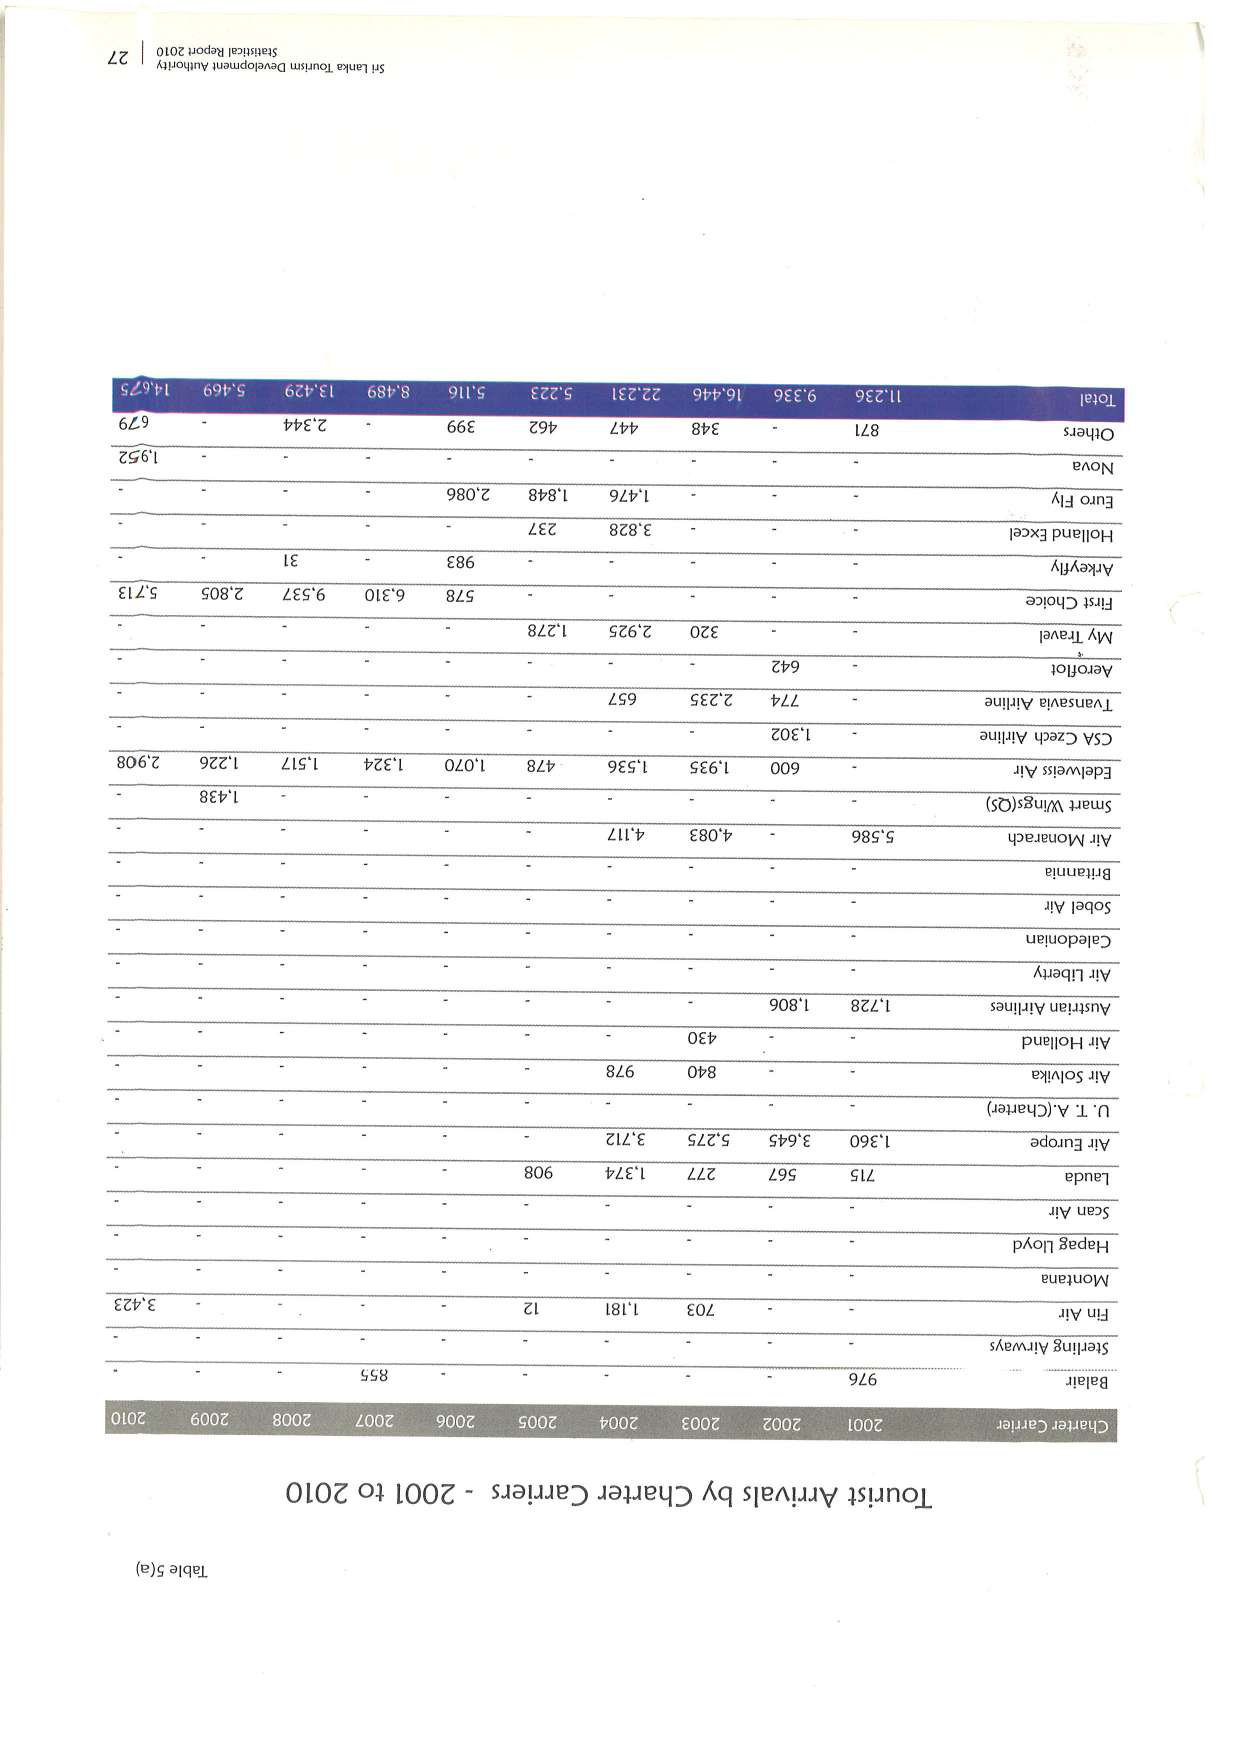 Table 5(a)
Tourist Arrivals by Charter Carriers - 2001 to 2010
Charter Carrier 2001 2002 2003 2004 2005 2006 2007 2008 2009 2010
Balair 976 - - - - - 855 - - -
Sterling Airways - - - - - - - - - -
Fin Air - - 703 1,181 12 - - - - 3,423
Montana - - - - - - - - - -
Hapag Lloyd - - - - - - - - - -
Scan Air - - - - - - - - - -
Lauda 715 567 277 1,374 908 - - - - -
Air Europe 1,360 3,645 5,275 3,712 - - - - - -
U. T. A.(Charter) - - - - - - - - - -
Air Solvika - - 840 978 - - - - - -
Air Holland - - 430 - - - - - - -
Austrian Airlines 1,728 1,806 - - - - - - - -
Air Liberty - - - - - - - - - -
Caledonian - - - - - - - - - -
Sobel Air - - - - - - - - - -
Britannia - - - - - - - - - -
Air Monarach 5,586 - 4,083 4,117 - - - - - -
Smart Wings(QS) - - - - - - - - 1,438 -
Edelweiss Air - 600 1,935 1,536 478 1,070 1,324 1,517 1,226 2,908
CSA Czech Airline - 1,302 - - - - - - - -
Tvansavia Airline - 774 2,235 657 - - - - - -
Aeroflot - 642 - - - - - - - -
My Travel - - 320 2,925 1,278 - - - - -
First Choice - - - - - 578 6,310 9,537 2,805 5,713
Arkeyfly - - - - - 983 - 31 - -
Holland Excel - - - 3,828 237 - - - - -
Euro Fly - - - 1,476 1,848 2,086 - - - -
Nova - - - - - - - - - 1,952
Others 871 - 348 447 462 399 - 2,344 - 679
Total 11,236 9,336 16,446 22,231 5,223 5,116 8,489 13,429 5,469 14,675
Sri Lanka Tourism Development Authority
Statistical Report 2010 | 27